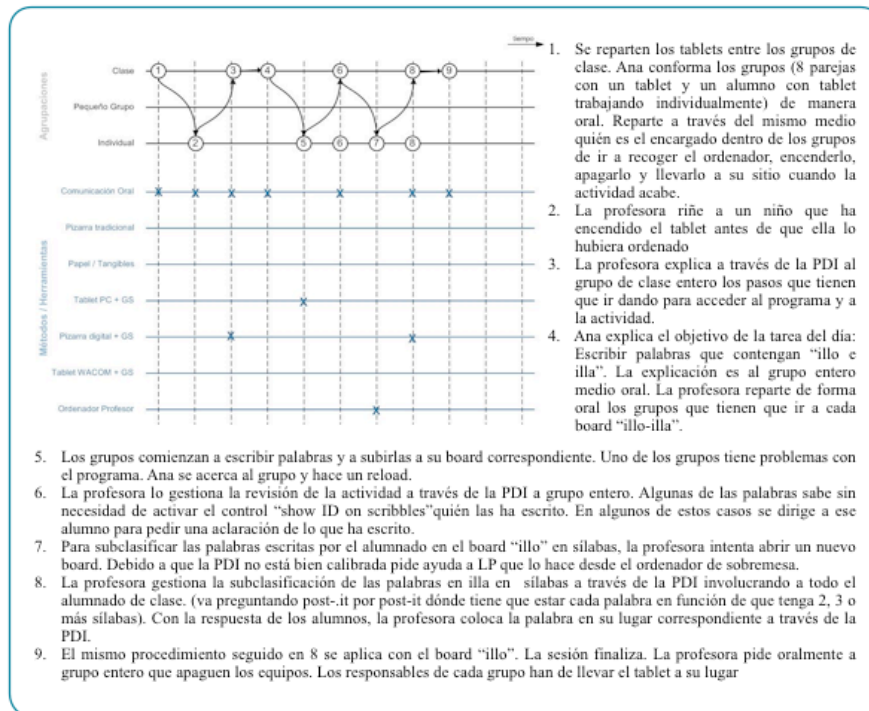 tiempo
Agrupaciones
Clase
1
3
4
6
8
9
Pequeño Grupo
Individual
2
5
6
7
8
Métodos / Herramientas
Comunicación Oral
X X X X X X X
Pizarra tradicional
Papel / Tangibles
Tablet PC + GS
X
Pizarra digital + GS
X X
Tablet WACOM + GS
Ordenador Profesor
X
1. Se reparten los tablets entre los grupos de
clase. Ana conforma los grupos (8 parejas
con un tablet y un alumno con tablet
trabajando individualmente) de manera
oral. Reparte a través del mismo medio
quién es el encargado dentro de los grupos
de ir a recoger el ordenador, encenderlo,
apagarlo y llevarlo a su sitio cuando la
actividad acabe.
2. La profesora riñe a un niño que ha
encendido el tablet antes de que ella lo
hubiera ordenado
3. La profesora explica a través de la PDI al
grupo de clase entero los pasos que tienen
que ir dando para acceder al programa y a
la actividad.
4. Ana explica el objetivo de la tarea del día:
Escribir palabras que contengan “illo e
illa”. La explicación es al grupo entero
medio oral. La profesora reparte de forma
oral los grupos que tienen que ir a cada
board “illo-illa”.
5. Los grupos comienzan a escribir palabras y a subirlas a su board correspondiente. Uno de los grupos tiene problemas con
el programa. Ana se acerca al grupo y hace un reload.
6. La profesora lo gestiona la revisión de la actividad a través de la PDI a grupo entero. Algunas de las palabras sabe sin
necesidad de activar el control “show ID on scribbles”quién las ha escrito. En algunos de estos casos se dirige a ese
alumno para pedir una aclaración de lo que ha escrito.
7. Para subclasificar las palabras escritas por el alumnado en el board “illo” en sílabas, la profesora intenta abrir un nuevo
board. Debido a que la PDI no está bien calibrada pide ayuda a LP que lo hace desde el ordenador de sobremesa.
8. La profesora gestiona la subclasificación de las palabras en illa en sílabas a través de la PDI involucrando a todo el
alumnado de clase. (va preguntando post-.it por post-it dónde tiene que estar cada palabra en función de que tenga 2, 3 o
más sílabas). Con la respuesta de los alumnos, la profesora coloca la palabra en su lugar correspondiente a través de la
PDI.
9. El mismo procedimiento seguido en 8 se aplica con el board “illo”. La sesión finaliza. La profesora pide oralmente a
grupo entero que apaguen los equipos. Los responsables de cada grupo han de llevar el tablet a su lugar